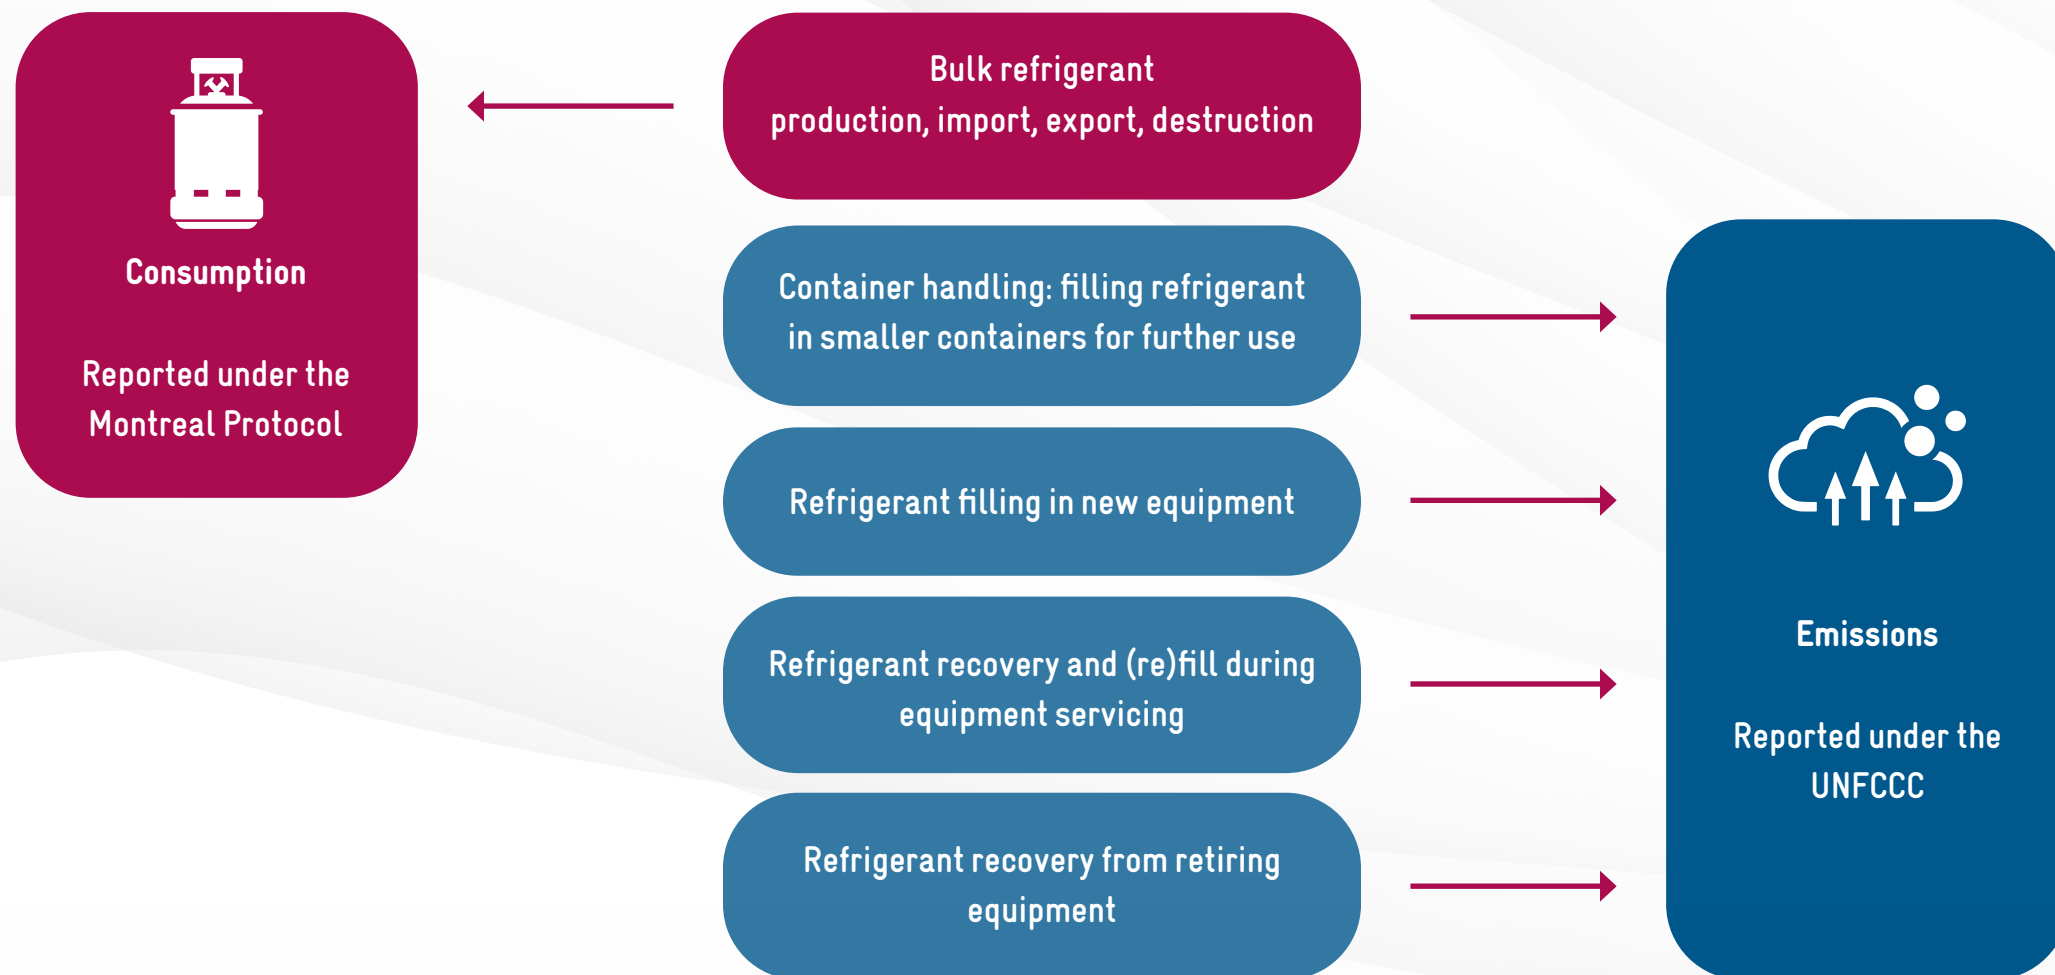 Consumption
Reported under the
Montreal Protocol
Bulk refrigerant
production, import, export, destruction
Container handling: filling refrigerant
in smaller containers for further use
Refrigerant filling in new equipment
Refrigerant recovery and (re)fill during
equipment servicing
Refrigerant recovery from retiring
equipment
Emissions
Reported under the
UNFCCC